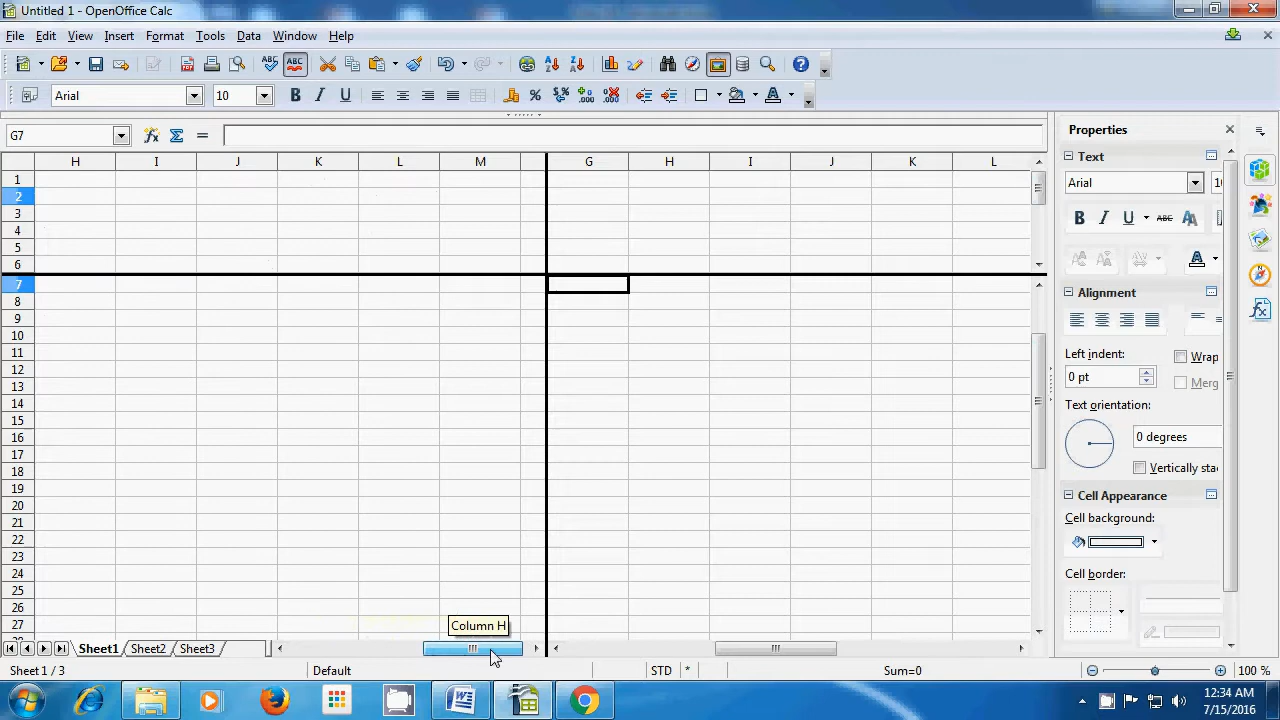 Untitled 1 - OpenOffice Calc
File Edit View Insert Format Tools Data Window Help
Arial 10
G7
Properties
H I J K L M G H I J K L
Text
Arial
1
2
3
4
5
6
7
8
9
10
11
12
13
14
15
16
17
18
19
20
21
22
23
24
25
26
27
Alignment
Left indent:
Wrap
0 pt
Merg
Text orientation:
0 degrees
Vertically sta
Cell Appearance
Cell background:
Cell border:
Column H
Sheet1 Sheet2 Sheet3
Sheet 1 / 3 Default STD * Sum=0 100 %
12:34 AM
7/15/2016